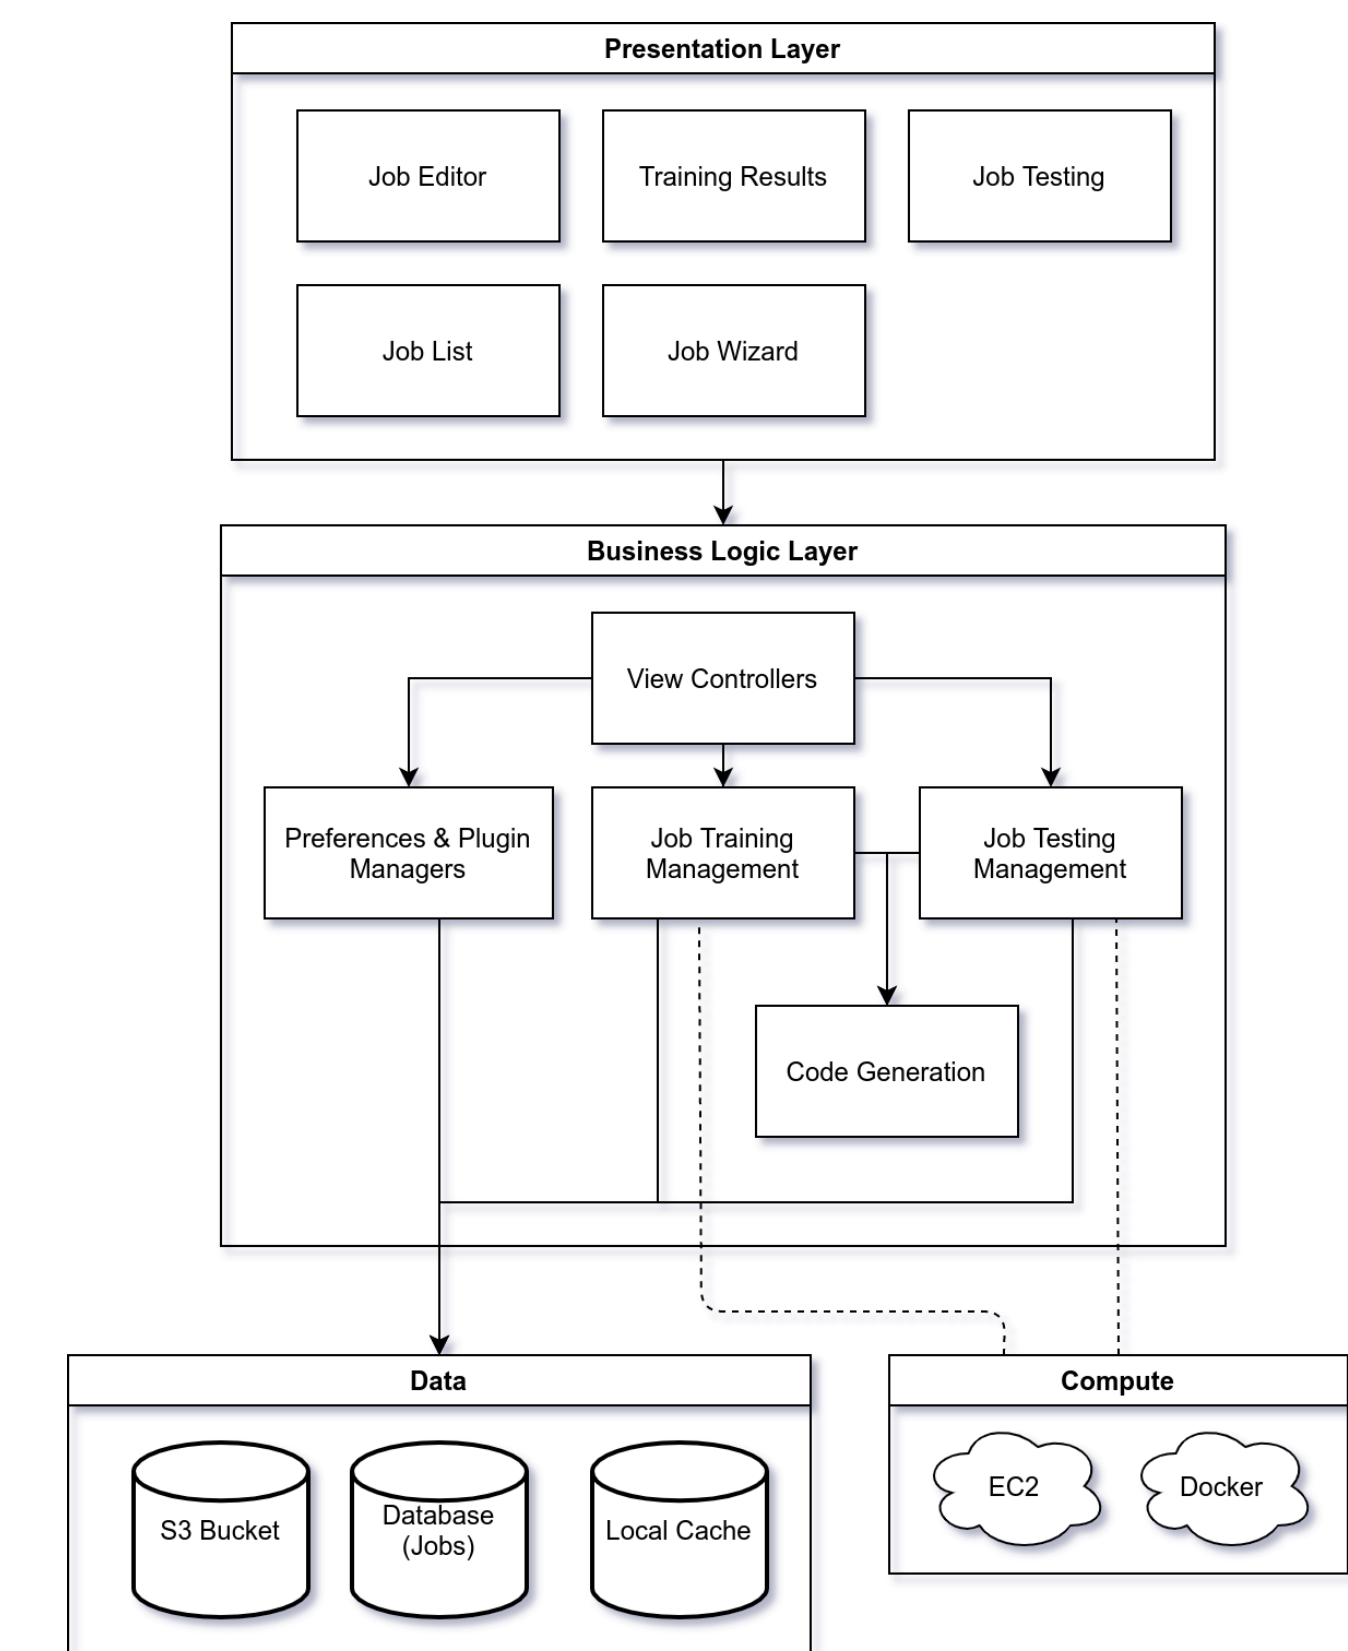 Presentation Layer
Job Editor
Training Results
Job Testing
Job List
Job Wizard
Business Logic Layer
View Controllers
Preferences & Plugin
Managers
Job Training
Management
Job Testing
Management
Code Generation
Data
S3 Bucket
Database
(Jobs)
Local Cache
Compute
EC2
Docker